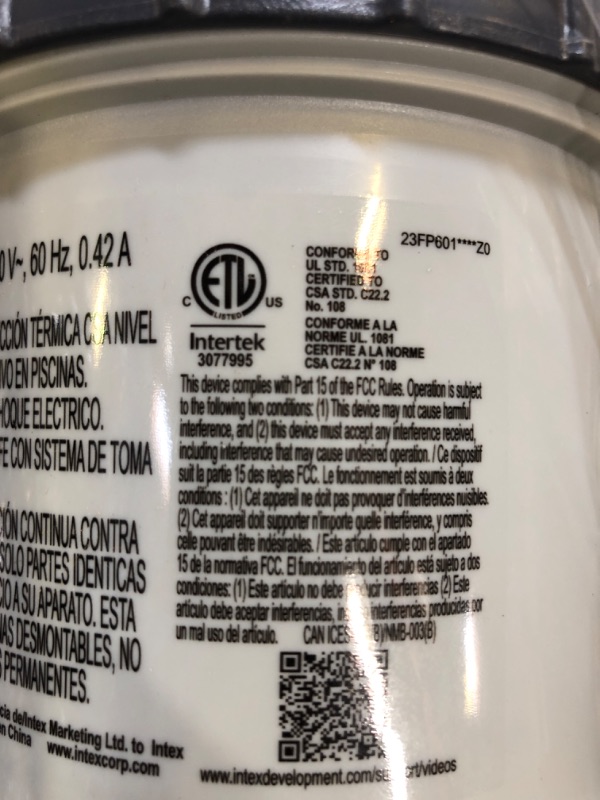 0 V~, 60 Hz, 0.42 A
CCIÓN TÉRMICA NIVEL
VO EN PISCINAS.
HOQUE ELECTRICO.
FE CON SISTEMA DE TOMA
CIÓN CONTINUA CONTRA
SOLO PARTES IDENTICAS
CIO A SU APARATO. ESTA
NAS DESMONTABLES, NO
S PERMANENTES.
cia de/Intex Marketing Ltd. to Intex
n China www.intexcorp.com
ETL
LISTED
C US
Intertek
3077995
UL STD.
CERTIFIED TO
CSA STD. C22.2
No. 108
CONFORME A LA
NORME UL. 1081
CERTIFIE A LA NORME
CSA C22.2 N° 108
23FP601****Z0
This device complies with Part 15 of the FCC Rules. Operation is subject
to the following two conditions: (1) This device may not cause harmful
interference, and (2) this device must accept any interference received,
including interference that may cause undesired operation. / Ce dispositif
suit la partie 15 des règles FCC. Le fonctionnement est soumis à deux
conditions : (1) Cet appareil ne doit pas provoquer d'interférences nuisibles.
(2) Cet appareil doit supporter n'importe quelle interférence, y compris
celle pouvant être indésirables. / Este artículo cumple con el apartado
15 de la normativa FCC. El funcionamiento del artículo está sujeto a dos
condiciones: (1) Este artículo no debe producir interferencias (2) Este
artículo debe aceptar interferencias, interferencias producidas por
un mal uso del artículo. CAN ICES (B)/NMB-003(B)
www.intexdevelopment.com/support/videos